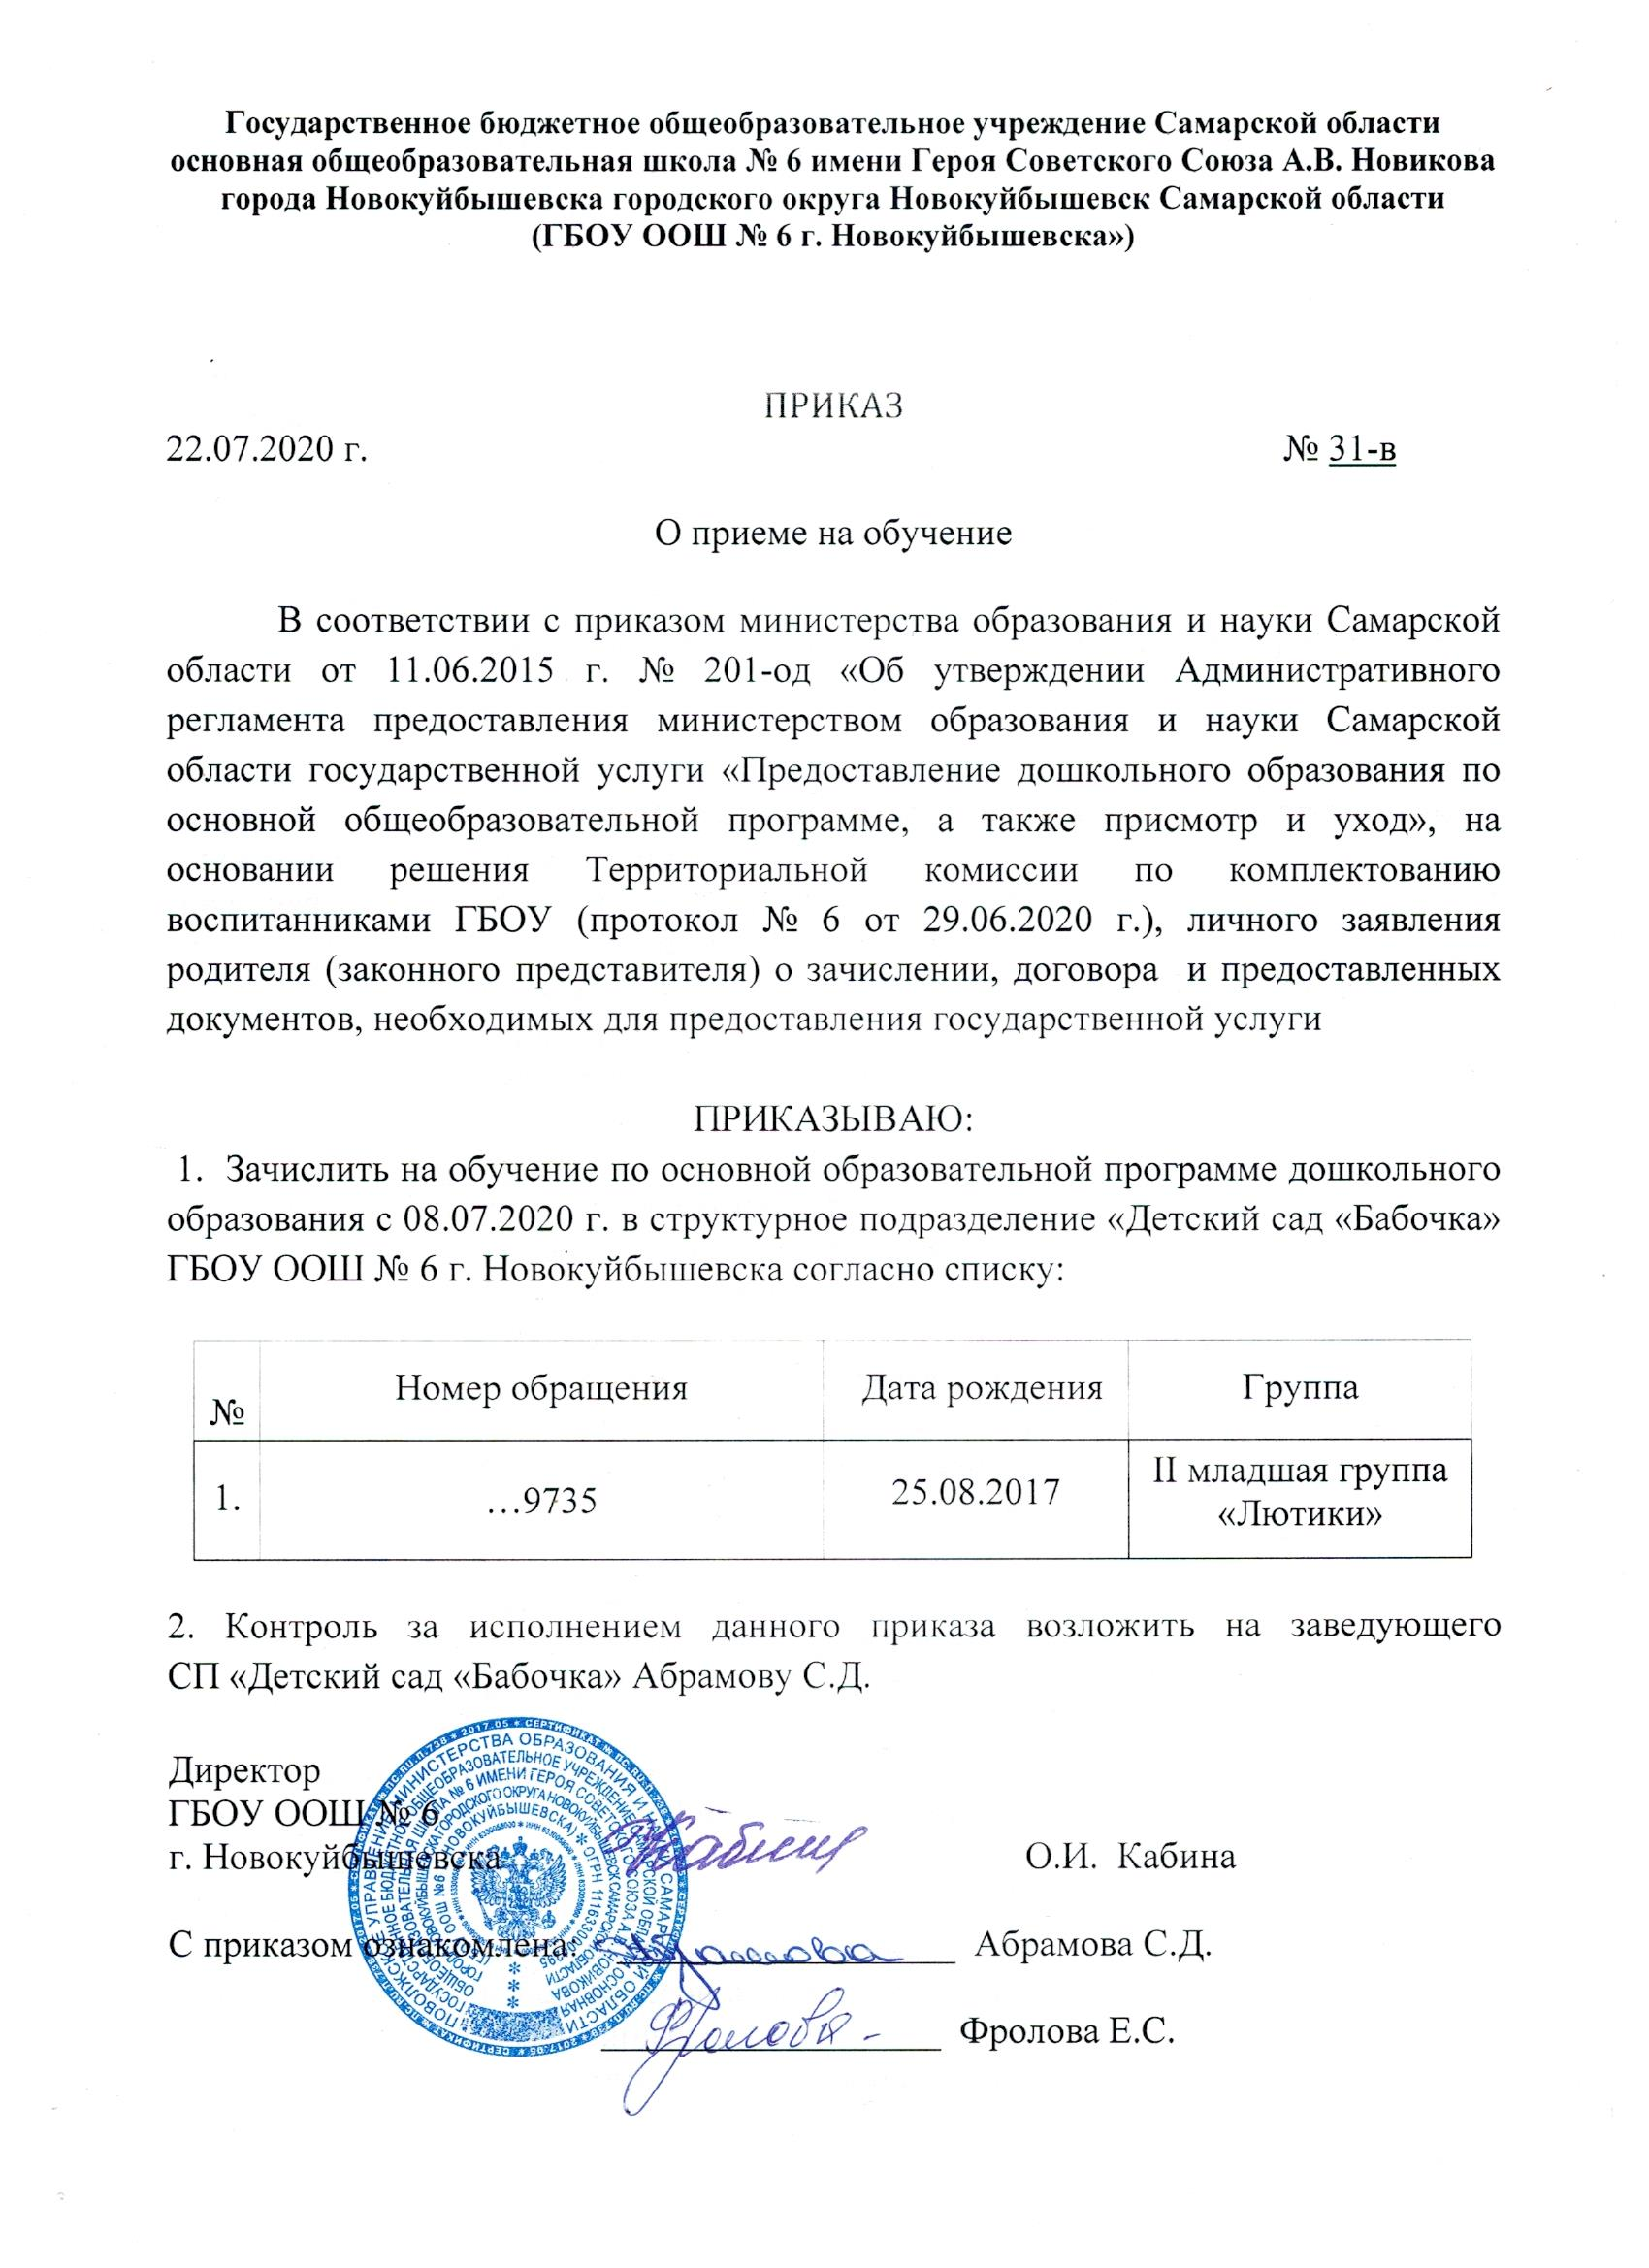 Государственное бюджетное общеобразовательное учреждение Самарской области
основная общеобразовательная школа № 6 имени Героя Советского Союза А.В. Новикова
города Новокуйбышевска городского округа Новокуйбышевск Самарской области
(ГБОУ ООШ № 6 г. Новокуйбышевска»)
ПРИКАЗ
22.07.2020 г. № 31-в
О приеме на обучение
В соответствии с приказом министерства образования и науки Самарской
области от 11.06.2015 г. № 201-од «Об утверждении Административного
регламента предоставления министерством образования и науки Самарской
области государственной услуги «Предоставление дошкольного образования по
основной общеобразовательной программе, а также присмотр и уход», на
основании решения Территориальной комиссии по комплектованию
воспитанниками ГБОУ (протокол № 6 от 29.06.2020 г.), личного заявления
родителя (законного представителя) о зачислении, договора и предоставленных
документов, необходимых для предоставления государственной услуги
ПРИКАЗЫВАЮ:
1. Зачислить на обучение по основной образовательной программе дошкольного
образования с 08.07.2020 г. в структурное подразделение «Детский сад «Бабочка»
ГБОУ ООШ № 6 г. Новокуйбышевска согласно списку:
№ Номер обращения Дата рождения Группа
1. …9735 25.08.2017 II младшая группа
«Лютики»
2. Контроль за исполнением данного приказа возложить на заведующего
СП «Детский сад «Бабочка» Абрамову С.Д.
Директор
ГБОУ ООШ № 6
г. Новокуйбышевска О.И. Кабина
С приказом ознакомлена: Абрамова С.Д.
Фролова Е.С.